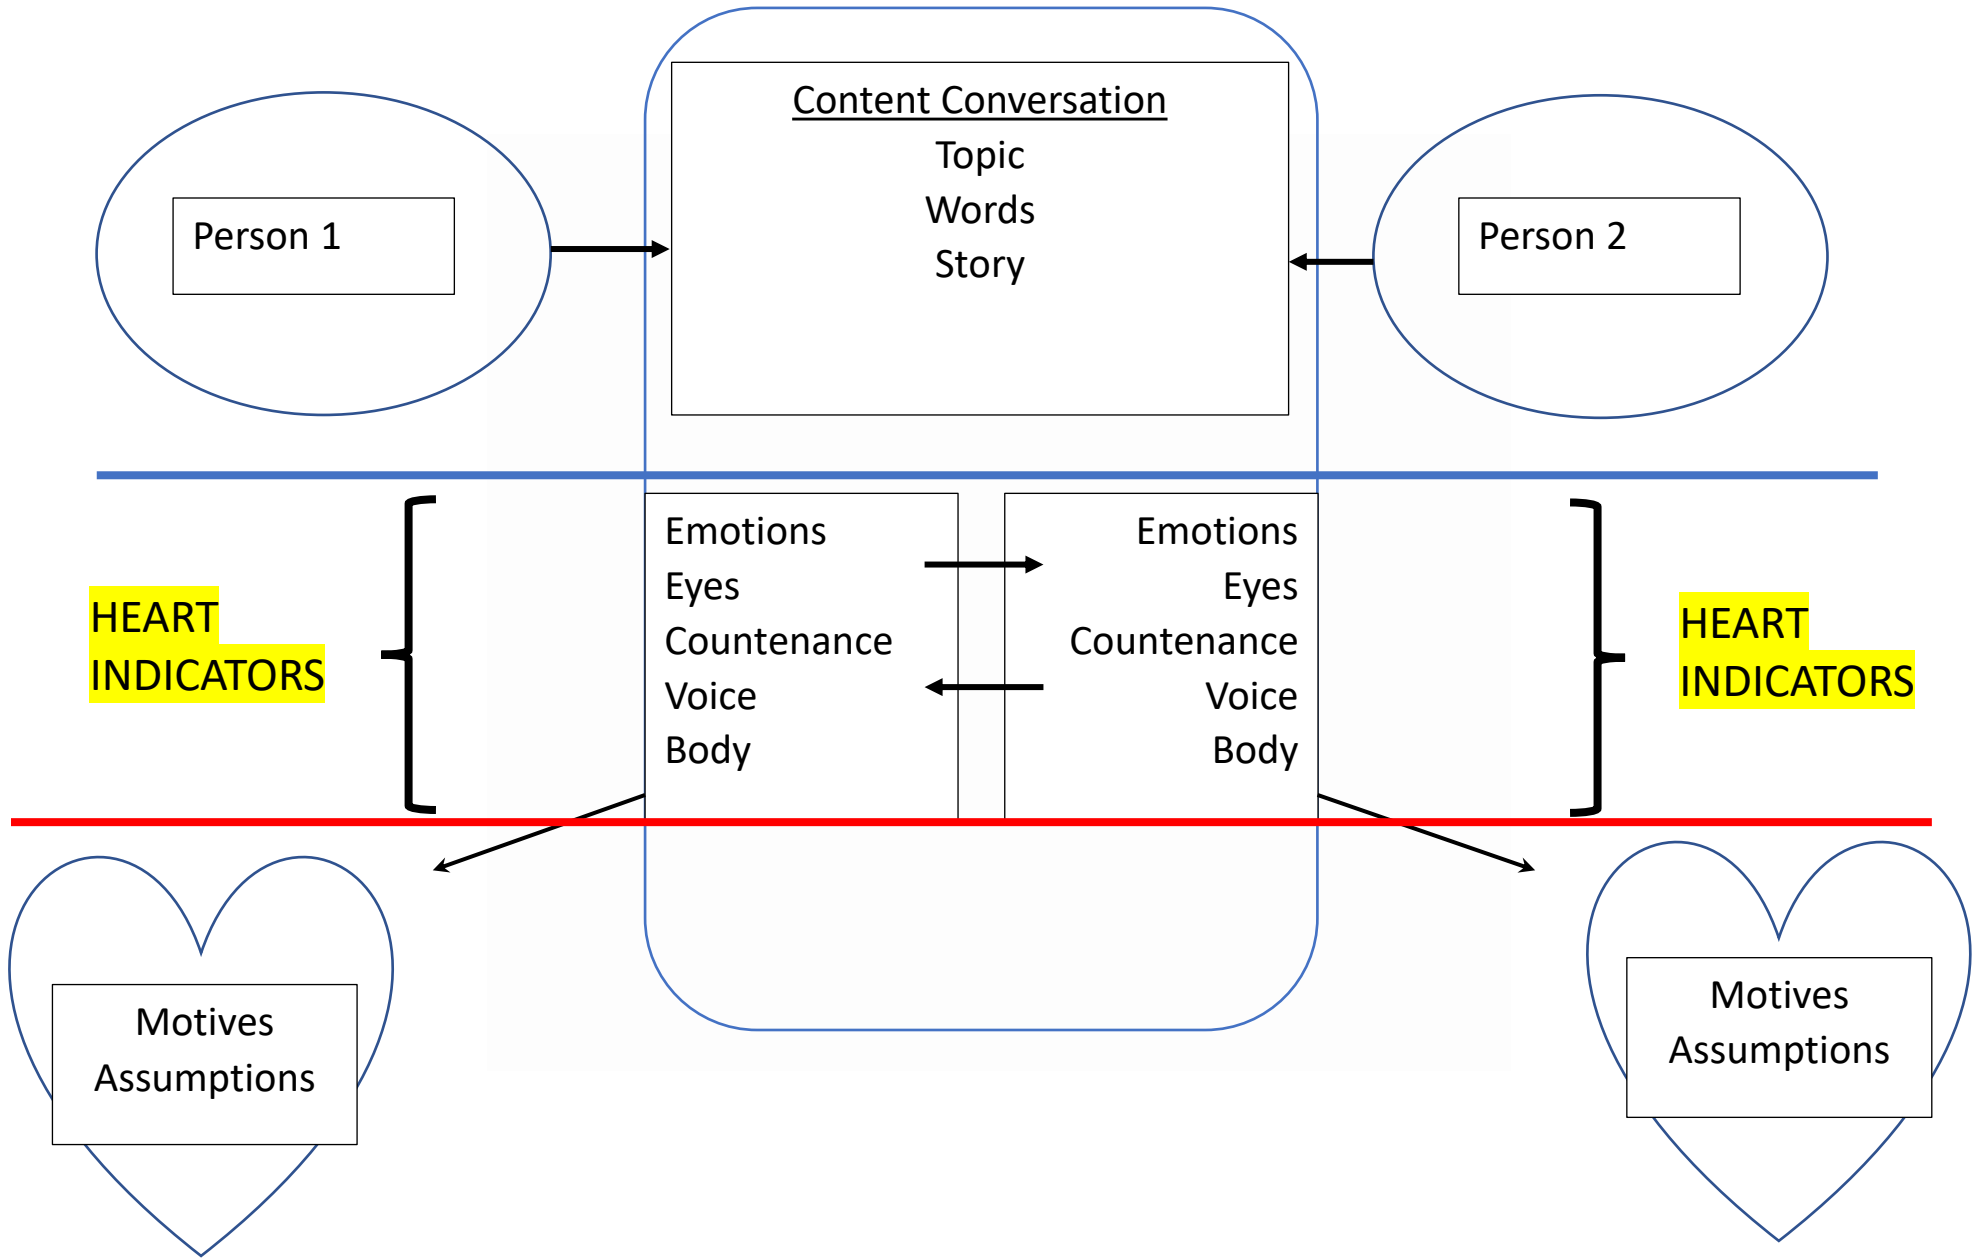 Content Conversation
Topic
Words
Story
Person 1
Person 2
HEART
INDICATORS
Emotions
Eyes
Countenance
Voice
Body
Emotions
Eyes
Countenance
Voice
Body
HEART
INDICATORS
Motives
Assumptions
Motives
Assumptions